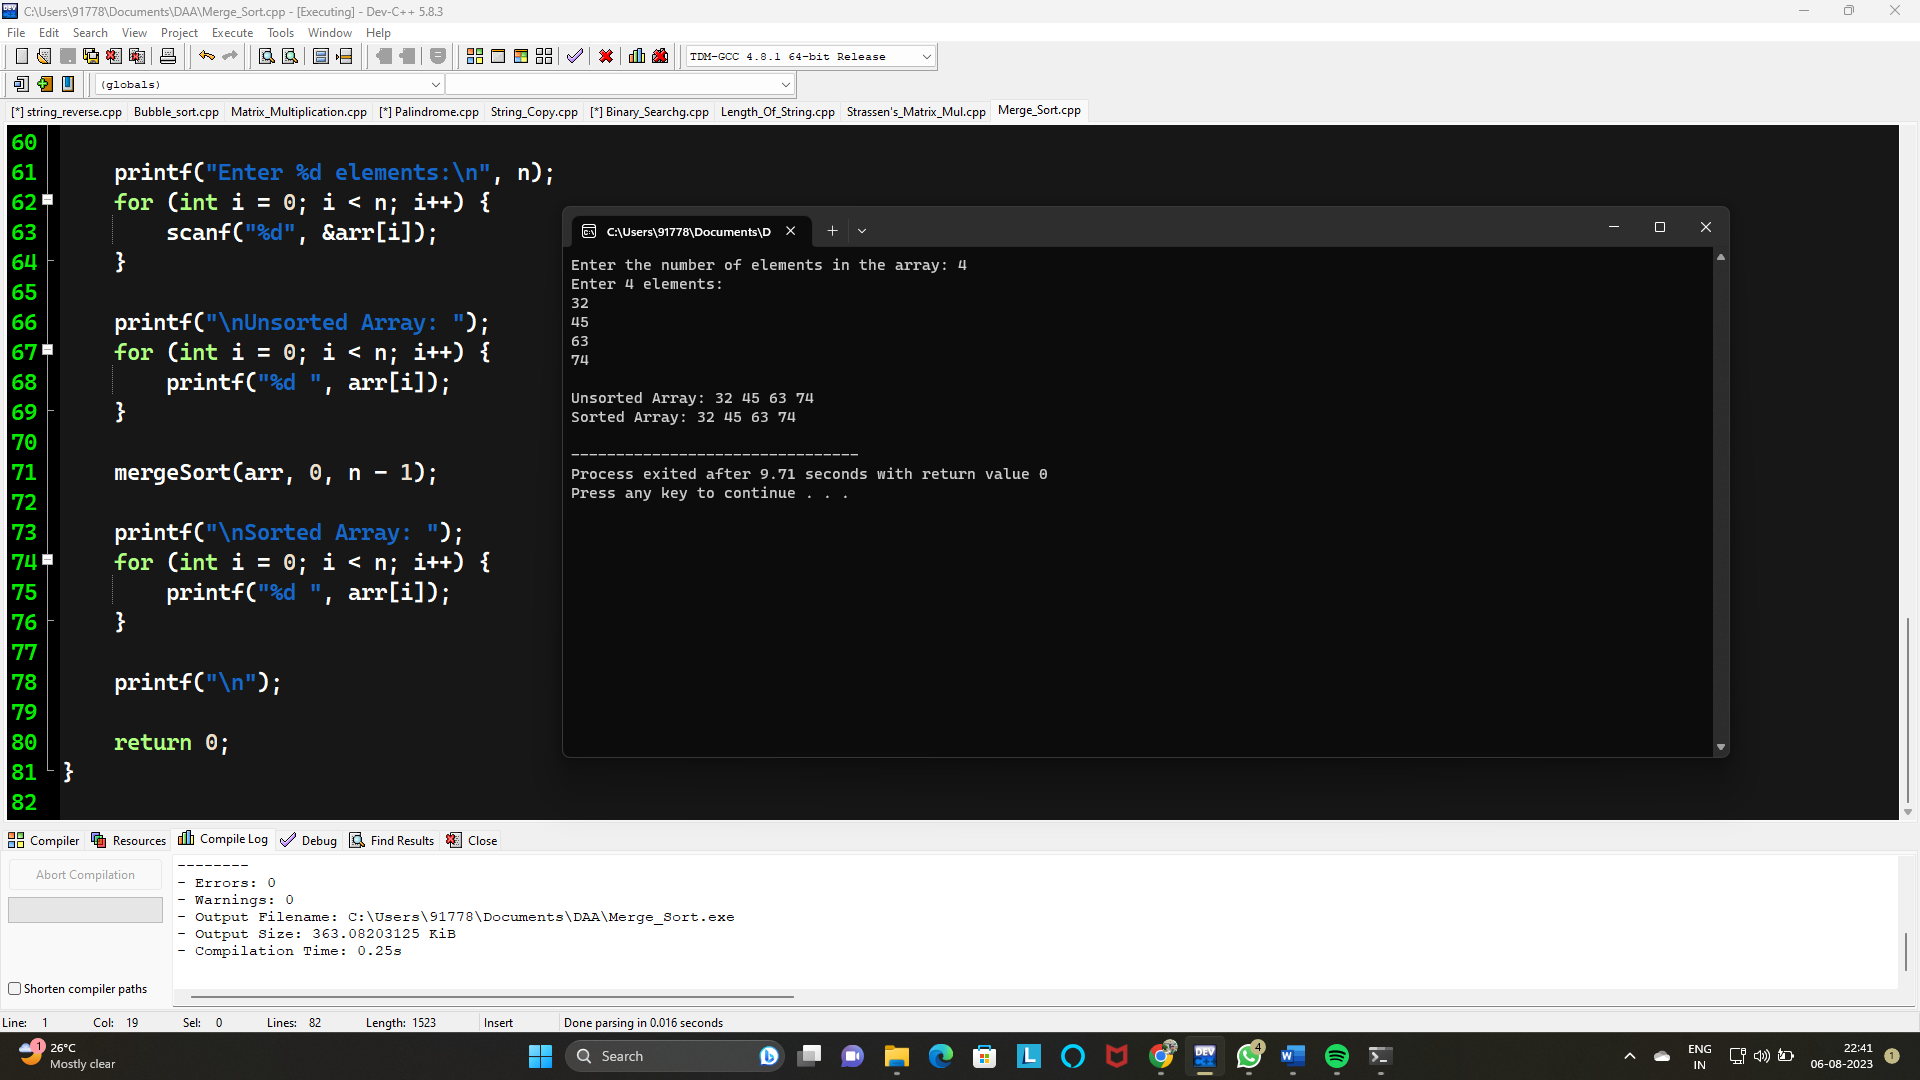 C:\Users\91778\Documents\DAA\Merge_Sort.cpp - [Executing] - Dev-C++ 5.8.3
File Edit Search View Project Execute Tools Window Help
TDM-GCC 4.8.1 64-bit Release
(globals)
[*] string_reverse.cpp Bubble_sort.cpp Matrix_Multiplication.cpp [*] Palindrome.cpp String_Copy.cpp [*] Binary_Searchg.cpp Length_Of_String.cpp Strassen's_Matrix_Mul.cpp Merge_Sort.cpp
60
61 printf("Enter %d elements:\n", n);
62 for (int i = 0; i < n; i++) {
63 scanf("%d", &arr[i]);
64 }
65
66 printf("\nUnsorted Array: ");
67 for (int i = 0; i < n; i++) {
68 printf("%d ", arr[i]);
69 }
70
71 mergeSort(arr, 0, n - 1);
72
73 printf("\nSorted Array: ");
74 for (int i = 0; i < n; i++) {
75 printf("%d ", arr[i]);
76 }
77
78 printf("\n");
79
80 return 0;
81 }
82
C:\Users\91778\Documents\D
Enter the number of elements in the array: 4
Enter 4 elements:
32
45
63
74
Unsorted Array: 32 45 63 74
Sorted Array: 32 45 63 74
--------------------------------
Process exited after 9.71 seconds with return value 0
Press any key to continue . . .
Compiler Resources Compile Log Debug Find Results Close
Abort Compilation
Shorten compiler paths
--------
- Errors: 0
- Warnings: 0
- Output Filename: C:\Users\91778\Documents\DAA\Merge_Sort.exe
- Output Size: 363.08203125 KiB
- Compilation Time: 0.25s
Line: 1 Col: 19 Sel: 0 Lines: 82 Length: 1523 Insert Done parsing in 0.016 seconds
1
26°C
Mostly clear
Search
L
DEV
4
ENG
IN
22:41
06-08-2023
1